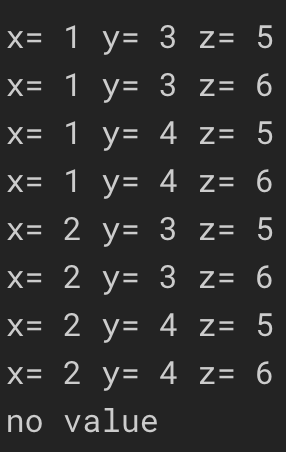 x= 1 y= 3 z= 5
x= 1 y= 3 z= 6
x= 1 y= 4 z= 5
x= 1 y= 4 z= 6
x= 2 y= 3 z= 5
x= 2 y= 3 z= 6
x= 2 y= 4 z= 5
x= 2 y= 4 z= 6
no value